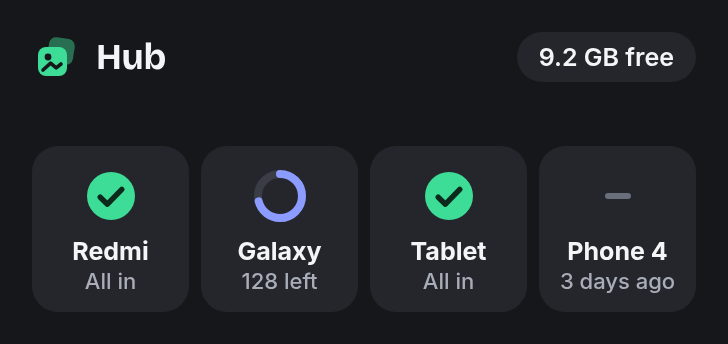 Hub
9.2 GB free
Redmi
All in
Galaxy
128 left
Tablet
All in
Phone 4
3 days ago